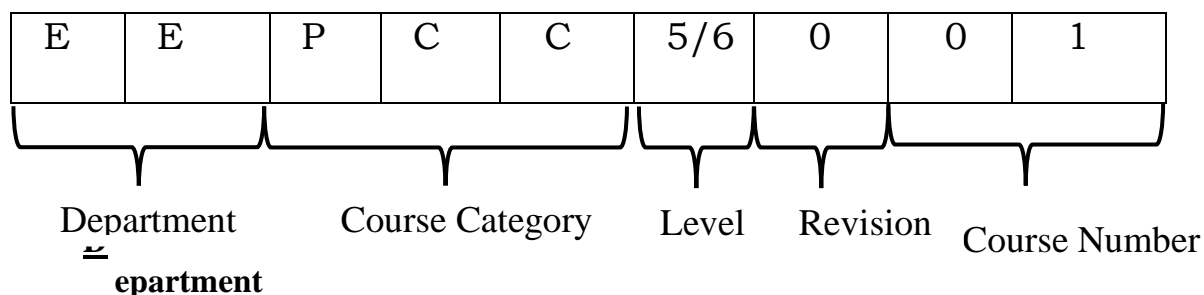 E E P C C 5/6 0 0 1
Department Course Category Level Revision Course Number
epartment